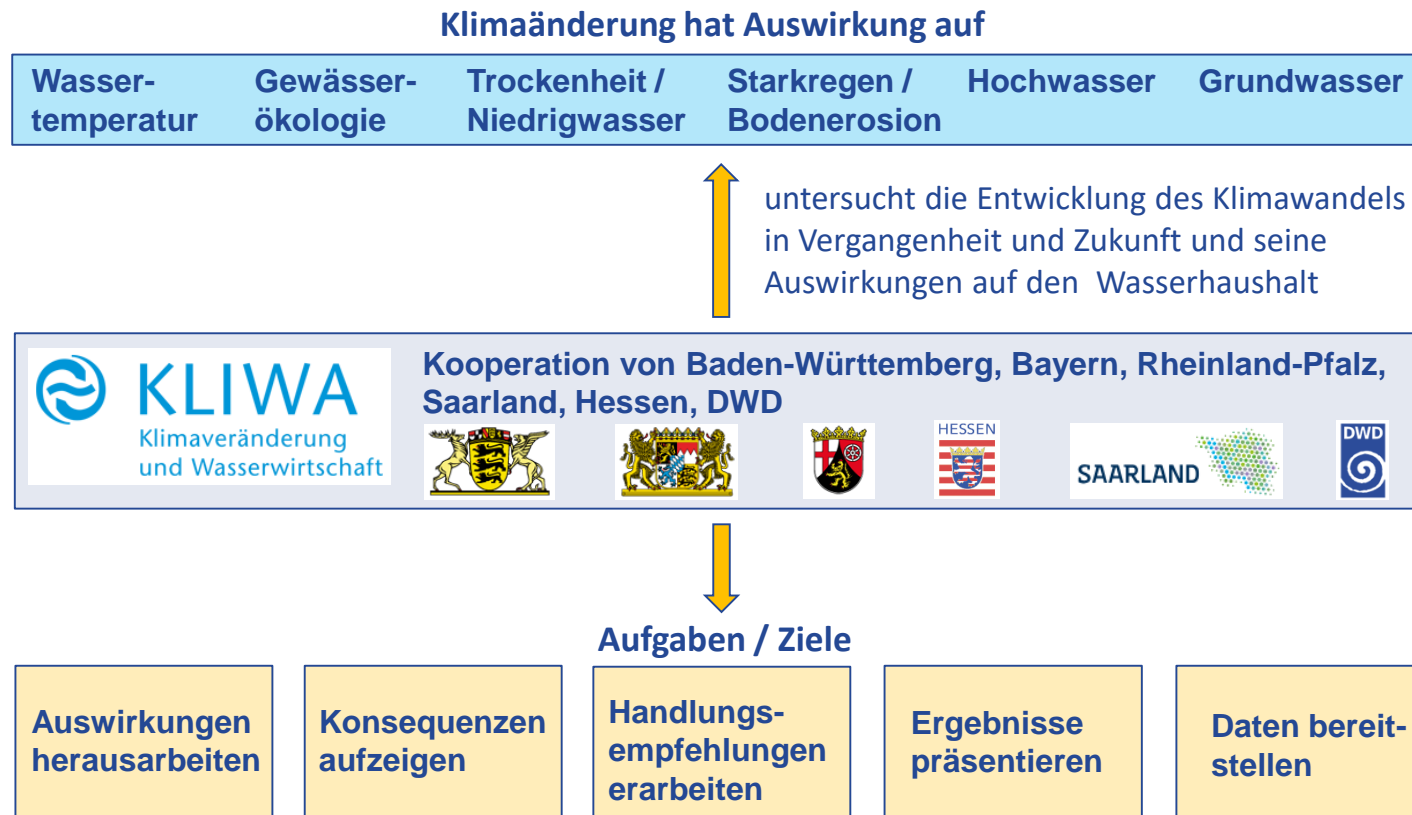 Klimaänderung hat Auswirkung auf
Wasser-
temperatur
Gewässer-
ökologie
Trockenheit /
Niedrigwasser
Starkregen /
Bodenerosion
Hochwasser
Grundwasser
untersucht die Entwicklung des Klimawandels
in Vergangenheit und Zukunft und seine
Auswirkungen auf den Wasserhaushalt
KLIWA
Klimaveränderung
und Wasserwirtschaft
Kooperation von Baden-Württemberg, Bayern, Rheinland-Pfalz,
Saarland, Hessen, DWD
HESSEN
SAARLAND
DWD
Aufgaben / Ziele
Auswirkungen
herausarbeiten
Konsequenzen
aufzeigen
Handlungs-
empfehlungen
erarbeiten
Ergebnisse
präsentieren
Daten bereit-
stellen